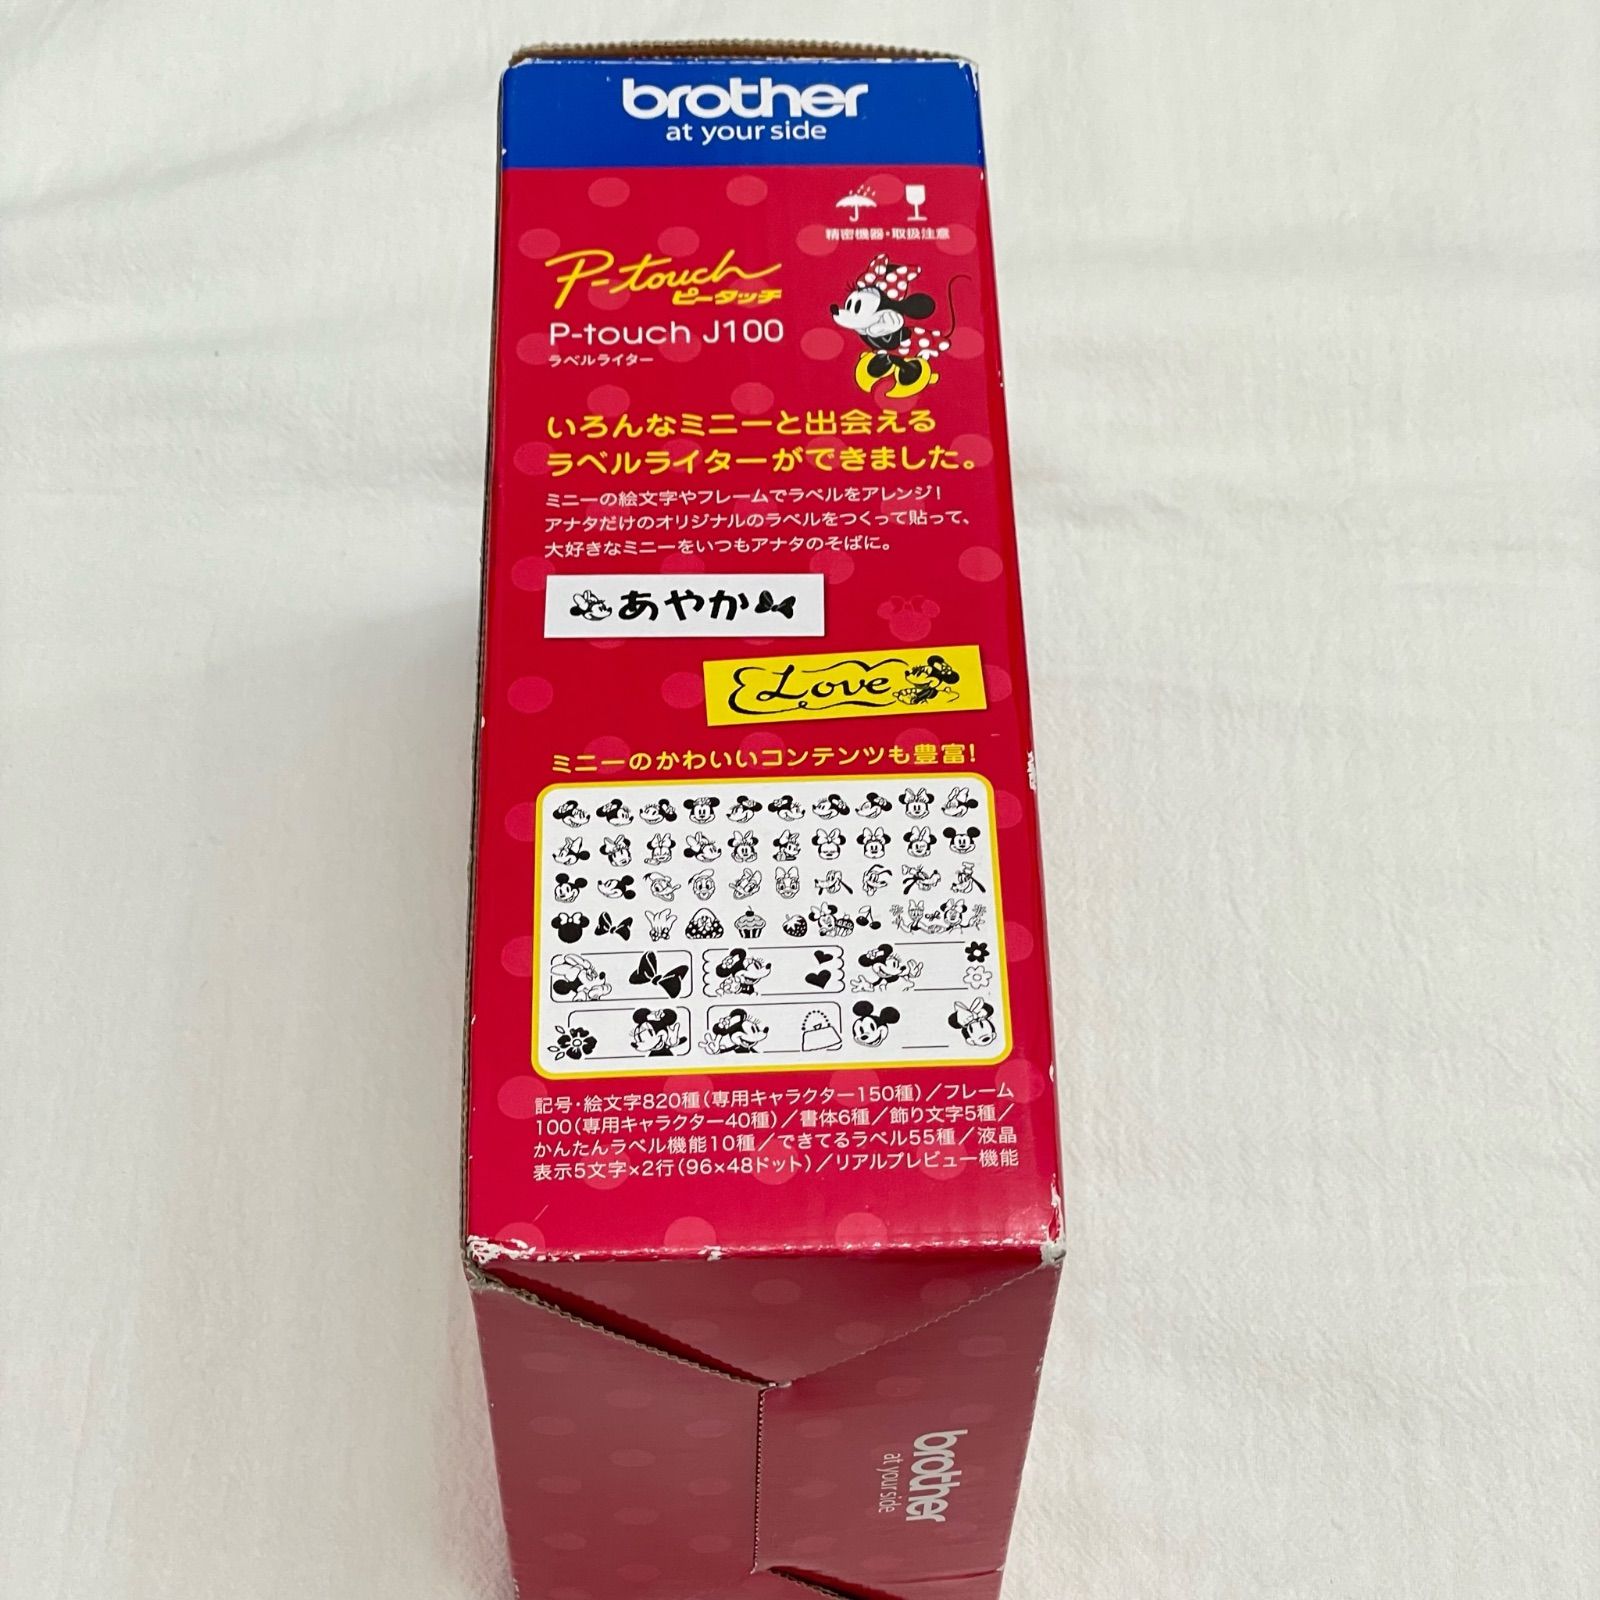 brother
at your side
精密機器・取扱注意
P-touch
ピータッチ
P-touch J100
ラベルライター
いろんなミニーと出会える
ラベルライターができました。
ミニーの絵文字やフレームでラベルをアレンジ!
アナタだけのオリジナルのラベルをつくって貼って、
大好きなミニーをいつもアナタのそばに。
あやか
Love
ミニーのかわいいコンテンツも豊富!
記号・絵文字820種(専用キャラクター150種)/フレーム
100(専用キャラクター40種)/書体6種/飾り文字5種/
かんたんラベル機能10種/できてるラベル55種/液晶
表示5文字×2行(96×48ドット)/リアルプレビュー機能
brother
at your side